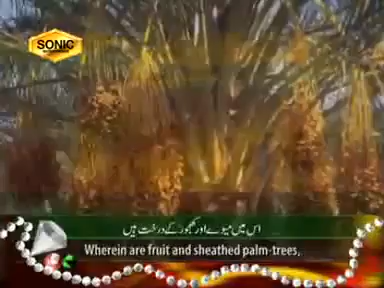 SONIC
اس میں میوے اور کھجور کے درخت ہیں
Wherein are fruit and sheathed palm-trees,